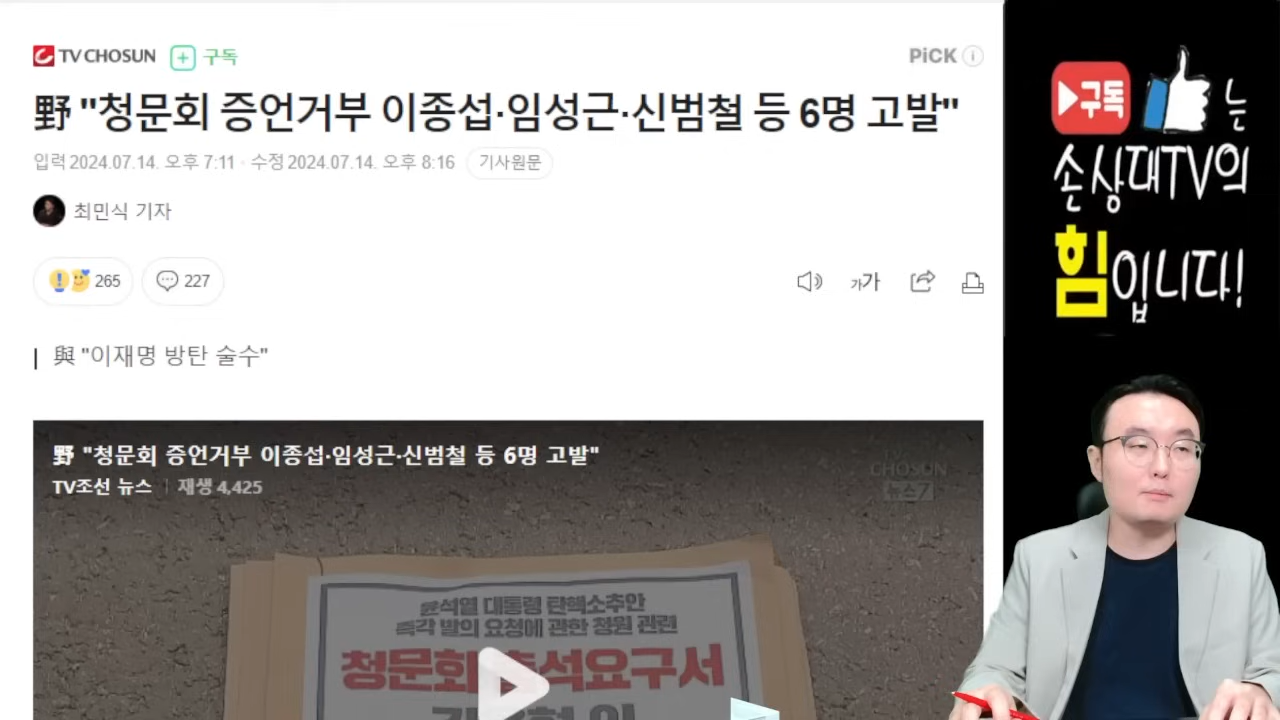 TV CHOSUN 구독
PiCK
野 "청문회 증언거부 이종섭·임성근·신범철 등 6명 고발"
입력 2024.07.14. 오후 7:11 · 수정 2024.07.14. 오후 8:16 기사원문
최민식 기자
265 227
가가
與 "이재명 방탄 술수"
野 "청문회 증언거부 이종섭·임성근·신범철 등 6명 고발"
TV조선 뉴스 재생 4,425
CHOSUN
뉴스7
윤석열 대통령 탄핵소추안
즉각 발의 요청에 관한 청원 관련
청문회 출석요구서
구독 는
손상대TV의
힘입니다!